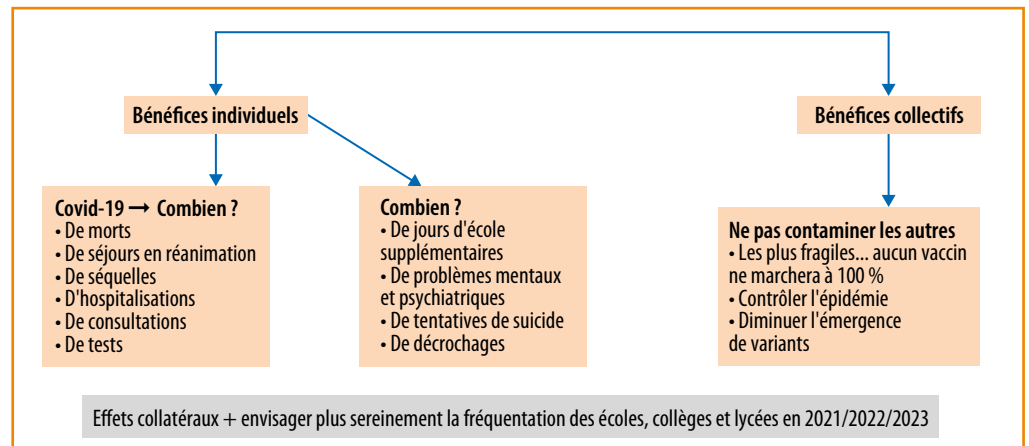 Bénéfices individuels
Bénéfices collectifs
Covid-19 ➞ Combien ?
• De morts
• De séjours en réanimation
• De séquelles
• D'hospitalisations
• De consultations
• De tests
Combien ?
• De jours d'école
supplémentaires
• De problèmes mentaux
et psychiatriques
• De tentatives de suicide
• De décrochages
Ne pas contaminer les autres
• Les plus fragiles... aucun vaccin
ne marchera à 100 %
• Contrôler l'épidémie
• Diminuer l'émergence
de variants
Effets collatéraux + envisager plus sereinement la fréquentation des écoles, collèges et lycées en 2021/2022/2023